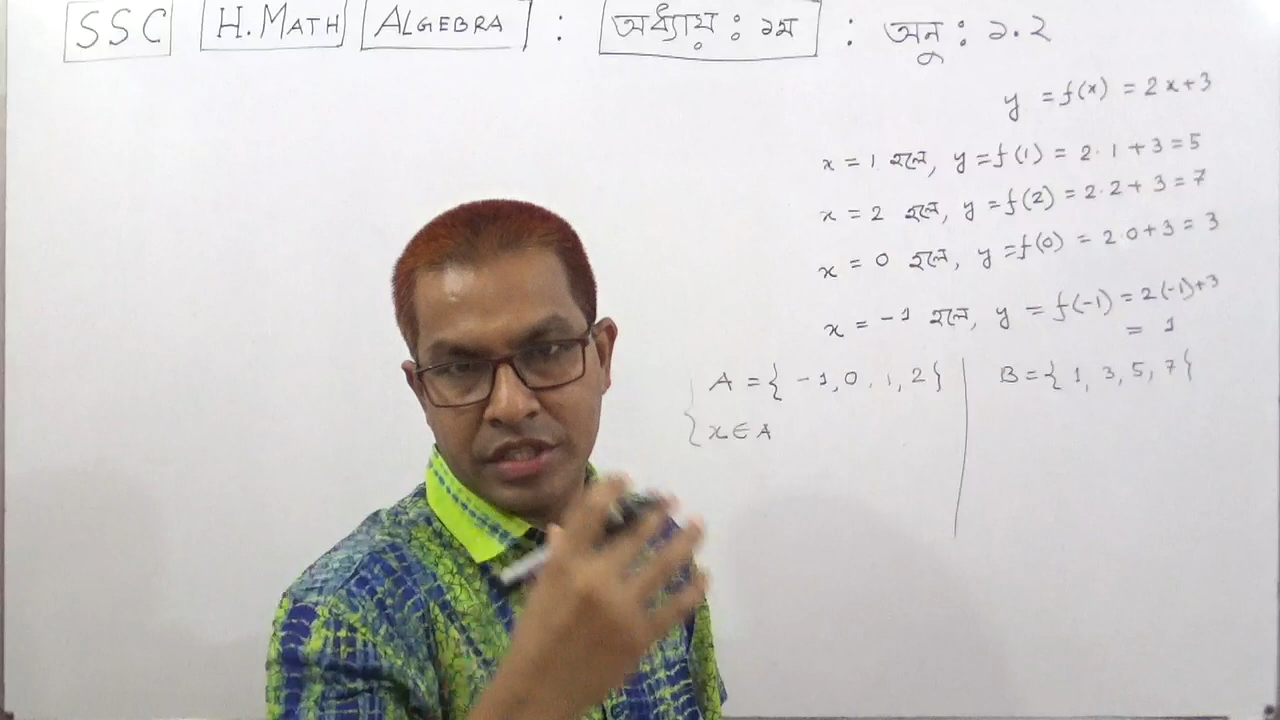 SSC H. MATH ALGEBRA : অধ্যায় : ১ম : অনু : ১.২
y = f(x) = 2x+3
x = 1 হলে, y = f(1) = 2·1+3 = 5
x = 2 হলে, y = f(2) = 2·2+3 = 7
x = 0 হলে, y = f(0) = 2·0+3 = 3
x = -1 হলে, y = f(-1) = 2(-1)+3
= 1
A = { -1, 0, 1, 2 }
x ∈ A
B = { 1, 3, 5, 7 }